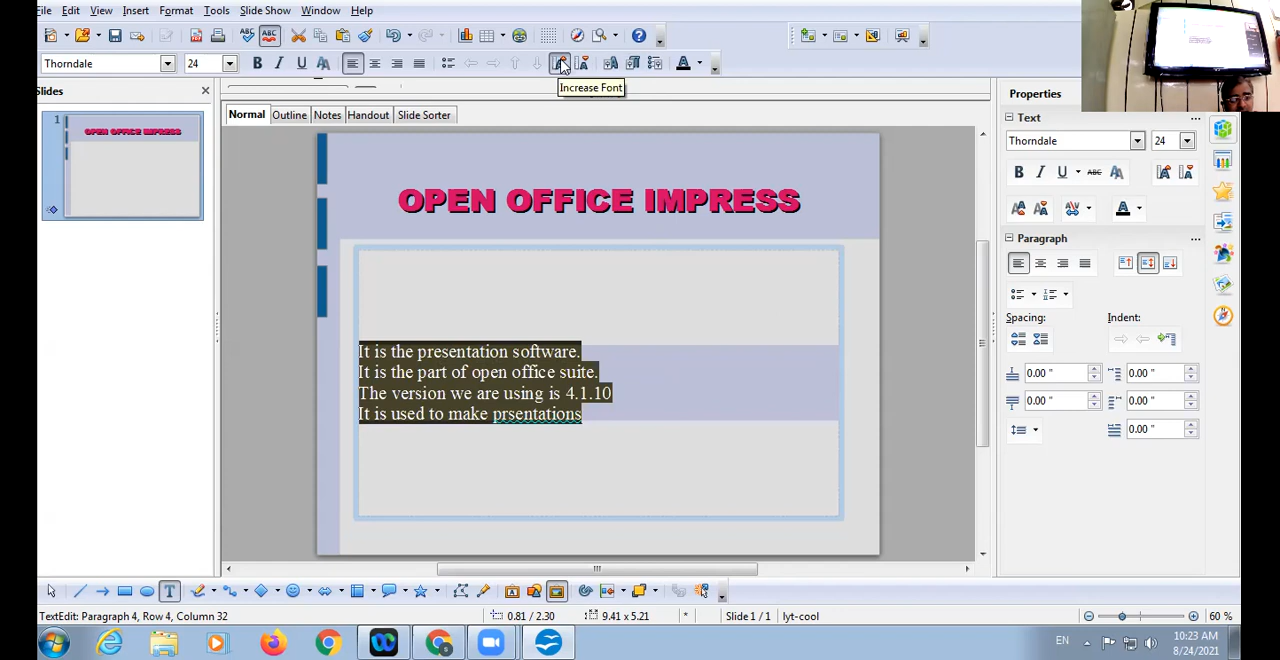 File Edit View Insert Format Tools Slide Show Window Help
Thorndale 24
Increase Font
Slides
Normal Outline Notes Handout Slide Sorter
Properties
Text
Thorndale 24
1
OPEN OFFICE IMPRESS
OPEN OFFICE IMPRESS
Paragraph
It is the presentation software.
It is the part of open office suite.
The version we are using is 4.1.10
It is used to make prsentations
Spacing: Indent:
0.00 " 0.00 "
0.00 " 0.00 "
0.00 "
TextEdit: Paragraph 4, Row 4, Column 32 0.81 / 2.30 9.41 x 5.21 * Slide 1 / 1 lyt-cool 60 %
EN 10:23 AM
8/24/2021